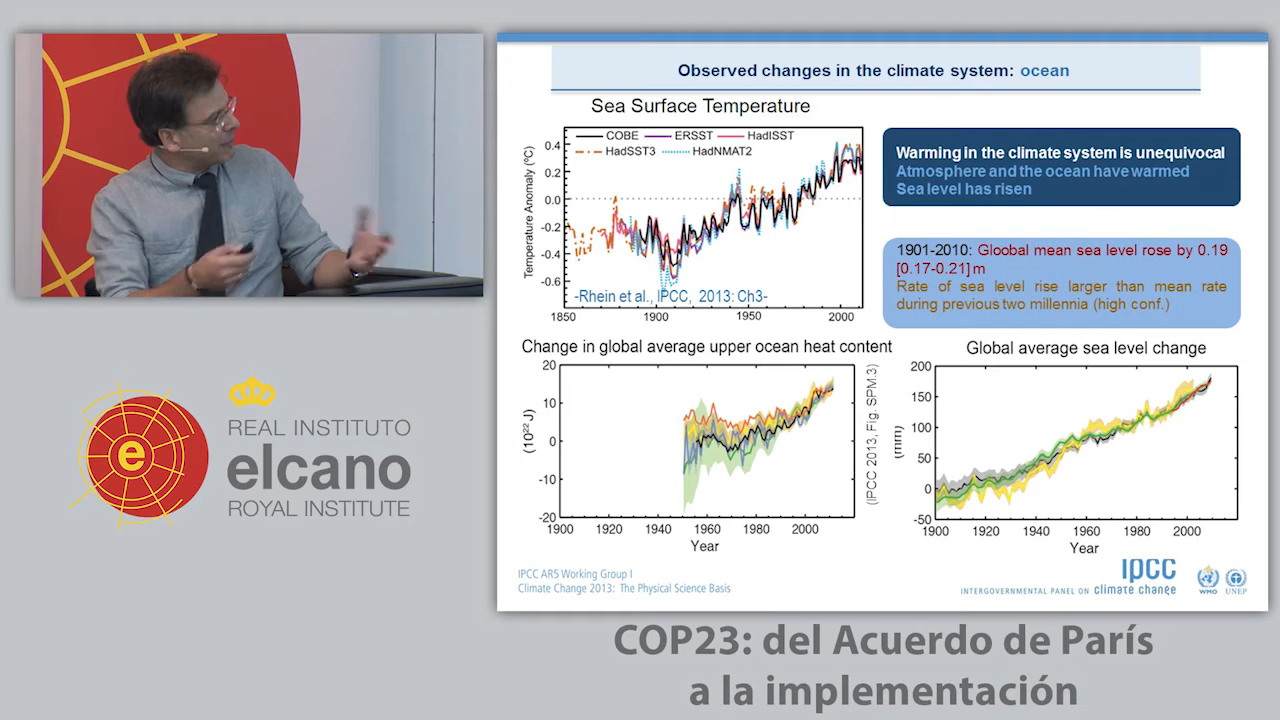 Observed changes in the climate system: ocean
Sea Surface Temperature
COBE ERSST HadISST
HadSST3 HadNMAT2
Temperature Anomaly (ºC)
0.4
0.2
0.0
-0.2
-0.4
-0.6
-Rhein et al., IPCC, 2013: Ch3-
1850 1900 1950 2000
Warming in the climate system is unequivocal
Atmosphere and the ocean have warmed
Sea level has risen
1901-2010: Gloobal mean sea level rose by 0.19
[0.17-0.21] m
Rate of sea level rise larger than mean rate
during previous two millennia (high conf.)
Change in global average upper ocean heat content
(10²² J)
20
10
0
-10
-20
1900 1920 1940 1960 1980 2000
Year
(IPCC 2013, Fig. SPM.3)
Global average sea level change
(mm)
200
150
100
50
0
-50
1900 1920 1940 1960 1980 2000
Year
IPCC AR5 Working Group I
Climate Change 2013: The Physical Science Basis
ipcc
INTERGOVERNMENTAL PANEL ON climate change
WMO UNEP
e
REAL INSTITUTO
elcano
ROYAL INSTITUTE
COP23: del Acuerdo de París
a la implementación